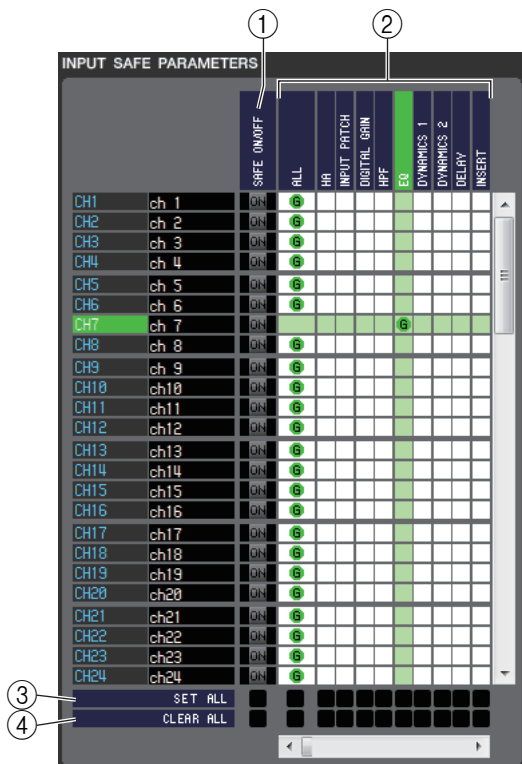 ① ②
INPUT SAFE PARAMETERS
SAFE ON/OFF ALL HA INPUT PATCH DIGITAL GAIN HPF EQ DYNAMICS 1 DYNAMICS 2 DELAY INSERT
CH1 ch 1 ON G
CH2 ch 2 ON G
CH3 ch 3 ON G
CH4 ch 4 ON G
CH5 ch 5 ON G
CH6 ch 6 ON G
CH7 ch 7 ON G
CH8 ch 8 ON G
CH9 ch 9 ON G
CH10 ch10 ON G
CH11 ch11 ON G
CH12 ch12 ON G
CH13 ch13 ON G
CH14 ch14 ON G
CH15 ch15 ON G
CH16 ch16 ON G
CH17 ch17 ON G
CH18 ch18 ON G
CH19 ch19 ON G
CH20 ch20 ON G
CH21 ch21 ON G
CH22 ch22 ON G
CH23 ch23 ON G
CH24 ch24 ON G
③ SET ALL
④ CLEAR ALL